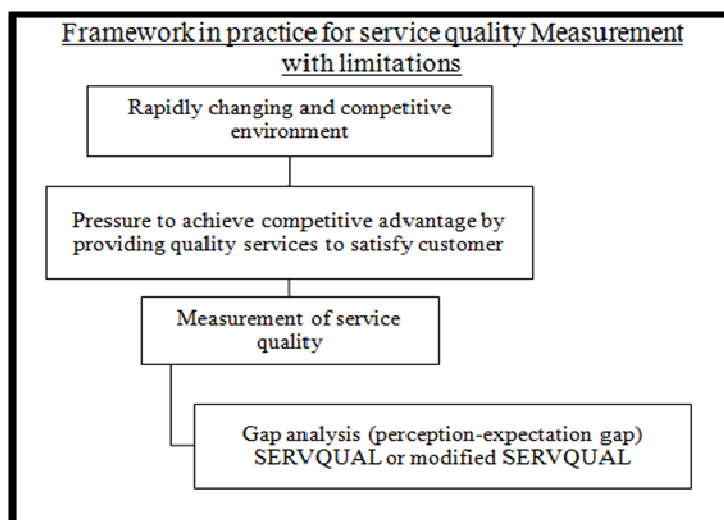 Framework in practice for service quality Measurement
with limitations
Rapidly changing and competitive
environment
Pressure to achieve competitive advantage by
providing quality services to satisfy customer
Measurement of service
quality
Gap analysis (perception-expectation gap)
SERVQUAL or modified SERVQUAL